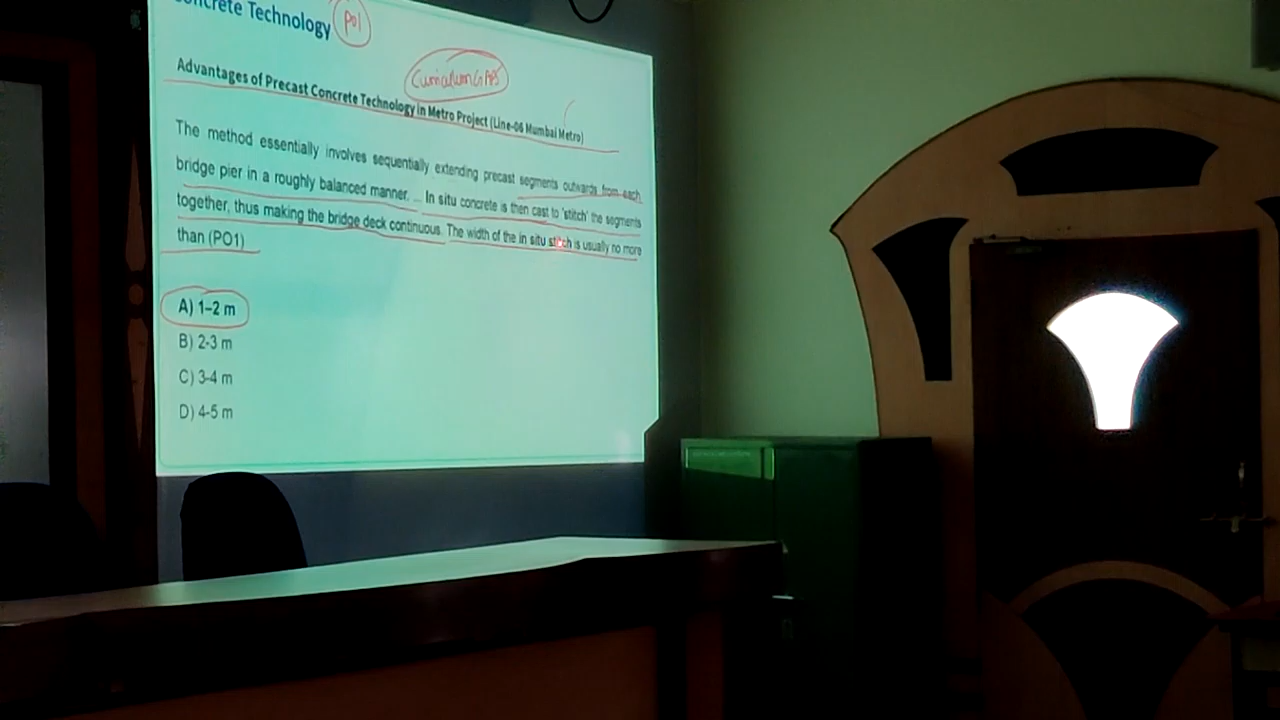 Concrete Technology PO1
Curriculum GAPS
Advantages of Precast Concrete Technology in Metro Project (Line-06 Mumbai Metro)
The method essentially involves sequentially extending precast segments outwards from each
bridge pier in a roughly balanced manner. ... In situ concrete is then cast to 'stitch' the segments
together, thus making the bridge deck continuous. The width of the in situ stitch is usually no more
than (PO1)
A) 1–2 m
B) 2-3 m
C) 3-4 m
D) 4-5 m